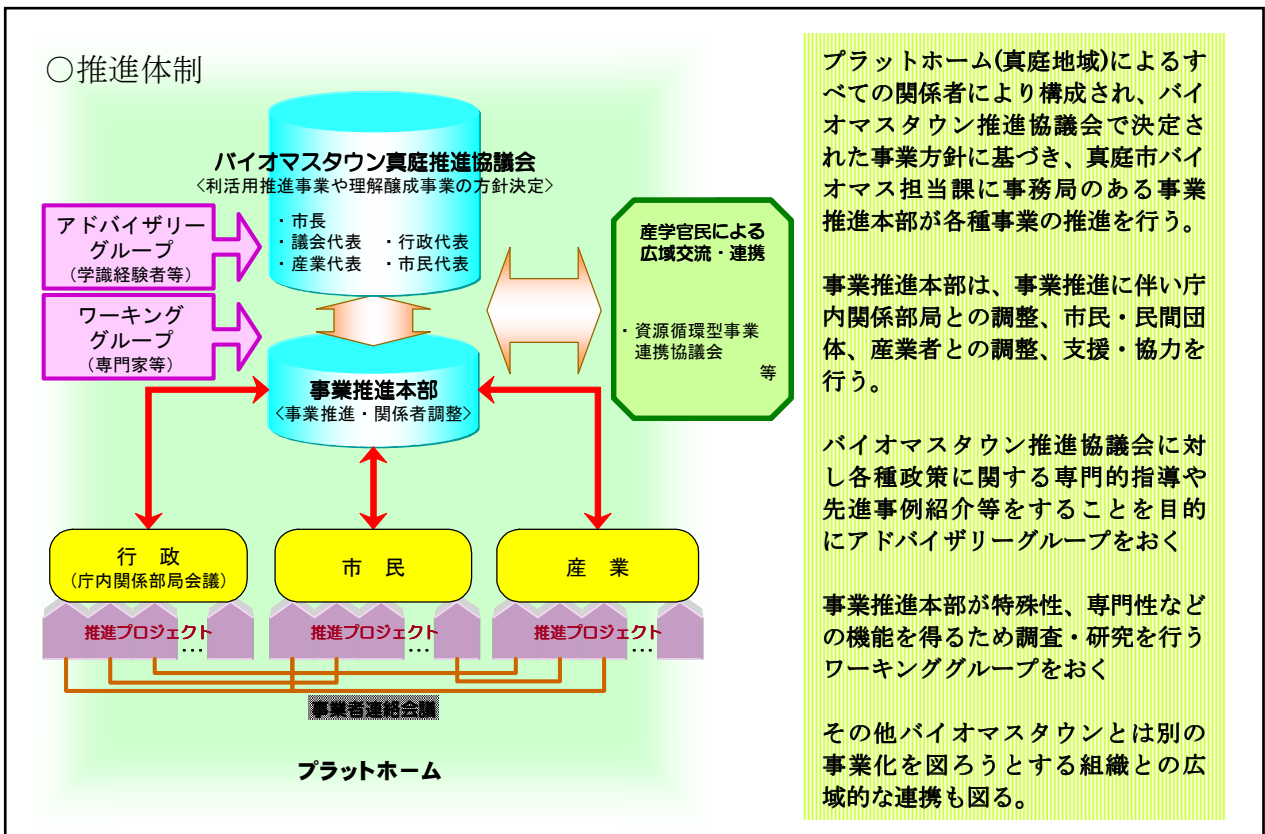 ○推進体制
バイオマスタウン真庭推進協議会
<利活用推進事業や理解醸成事業の方針決定>
・市長
・議会代表 ・行政代表
・産業代表 ・市民代表
アドバイザリー
グループ
(学識経験者等)
ワーキング
グループ
(専門家等)
産学官民による
広域交流・連携
・資源循環型事業
連携協議会
等
事業推進本部
<事業推進・関係者調整>
行 政
(庁内関係部局会議)
市 民
産 業
推進プロジェクト
...
推進プロジェクト
...
推進プロジェクト
...
事業者連絡会議
プラットホーム
プラットホーム(真庭地域)によるす
べての関係者により構成され、バイ
オマスタウン推進協議会で決定さ
れた事業方針に基づき、真庭市バイ
オマス担当課に事務局のある事業
推進本部が各種事業の推進を行う。
事業推進本部は、事業推進に伴い庁
内関係部局との調整、市民・民間団
体、産業者との調整、支援・協力を
行う。
バイオマスタウン推進協議会に対
し各種政策に関する専門的指導や
先進事例紹介等をすることを目的
にアドバイザリーグループをおく
事業推進本部が特殊性、専門性など
の機能を得るため調査・研究を行う
ワーキンググループをおく
その他バイオマスタウンとは別の
事業化を図ろうとする組織との広
域的な連携も図る。